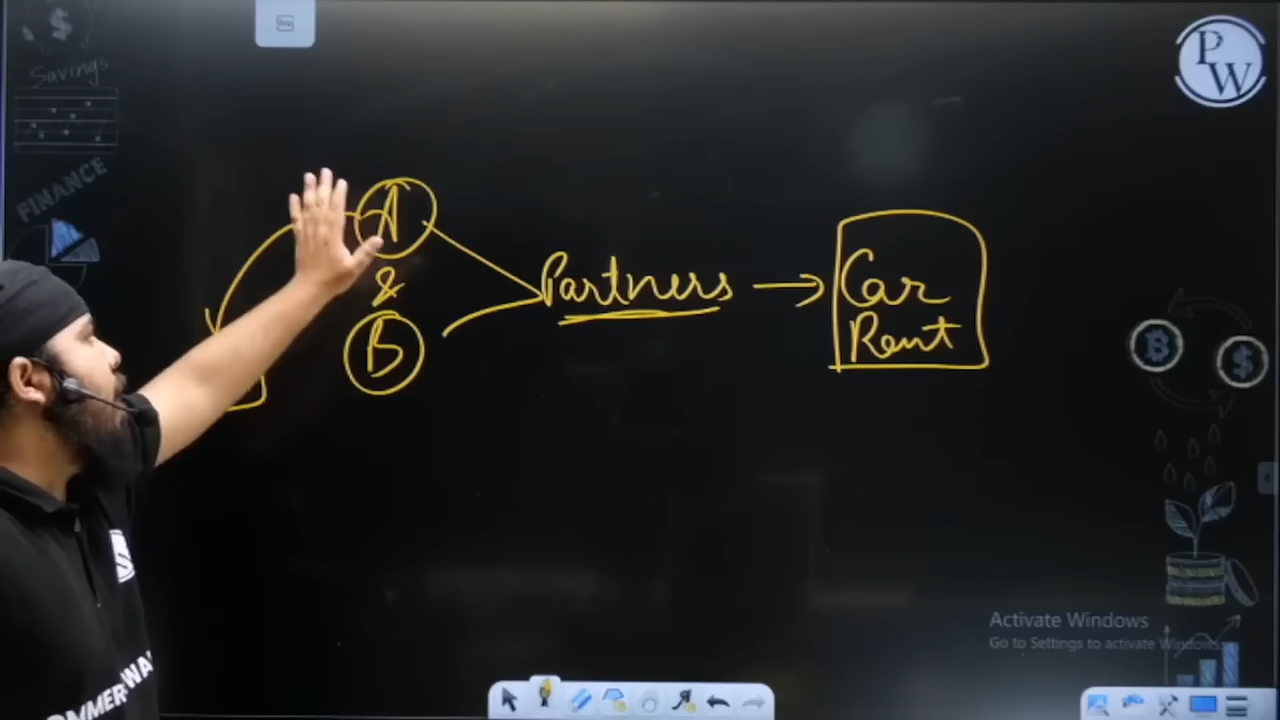 Savings
FINANCE
PW
A
&
B
Partners
Car
Rent
Activate Windows
Go to Settings to activate Windows.